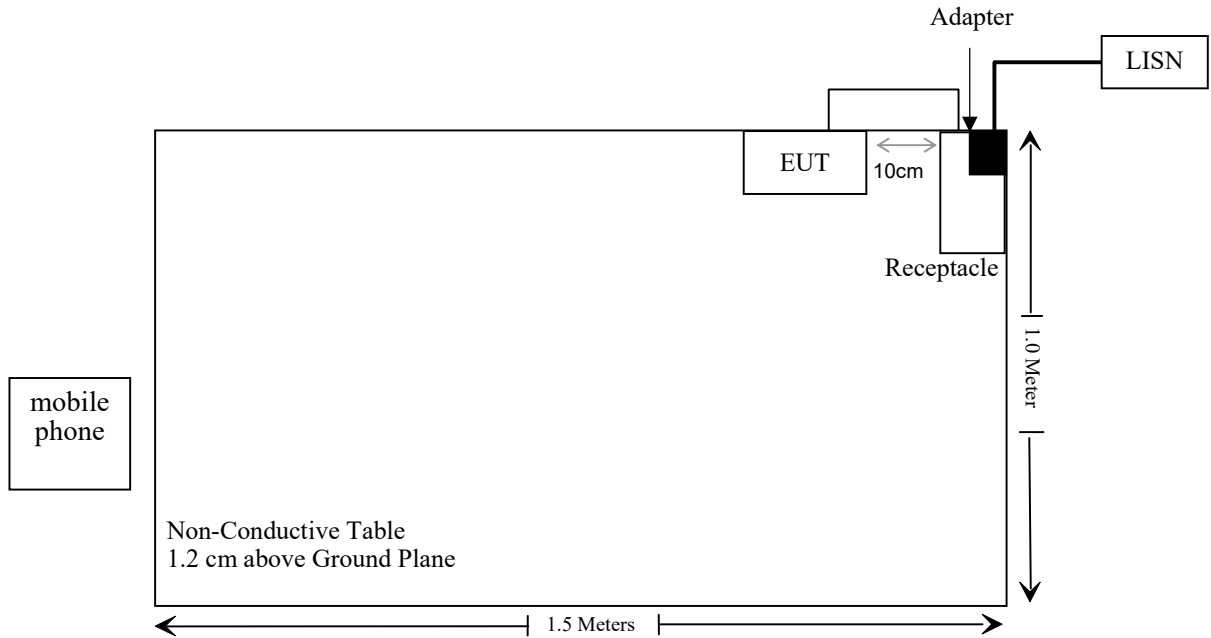 Adapter
LISN
EUT
10cm
Receptacle
1.0 Meter
mobile
phone
Non-Conductive Table
1.2 cm above Ground Plane
1.5 Meters